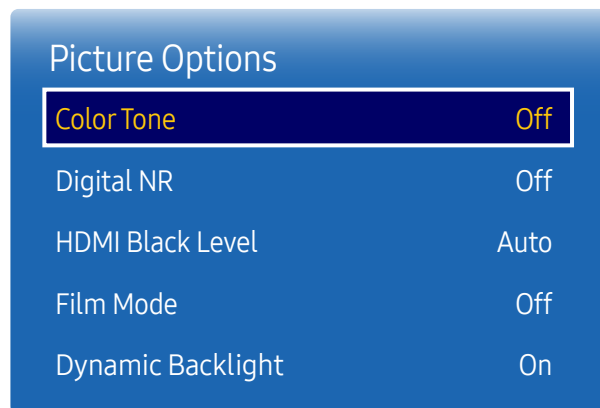 Picture Options
Color Tone Off
Digital NR Off
HDMI Black Level Auto
Film Mode Off
Dynamic Backlight On